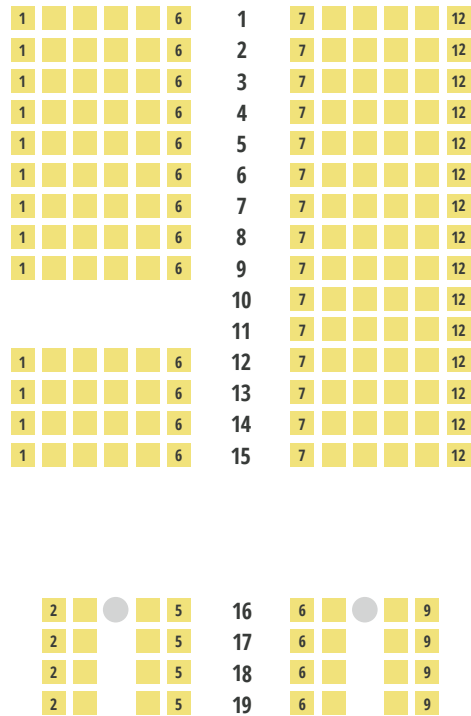 1 6 1 7 12
1 6 2 7 12
1 6 3 7 12
1 6 4 7 12
1 6 5 7 12
1 6 6 7 12
1 6 7 7 12
1 6 8 7 12
1 6 9 7 12
10 7 12
11 7 12
1 6 12 7 12
1 6 13 7 12
1 6 14 7 12
1 6 15 7 12
2 5 16 6 9
2 5 17 6 9
2 5 18 6 9
2 5 19 6 9